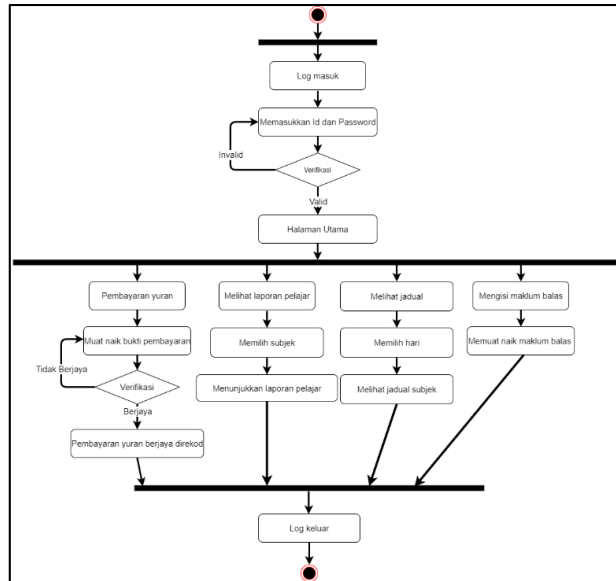 Log masuk
Memasukkan Id dan Password
Invalid
Verifikasi
Valid
Halaman Utama
Pembayaran yuran
Melihat laporan pelajar
Melihat jadual
Mengisi maklum balas
Muat naik bukti pembayaran
Memilih subjek
Memilih hari
Memuat naik maklum balas
Tidak Berjaya
Verifikasi
Menunjukkan laporan pelajar
Melihat jadual subjek
Berjaya
Pembayaran yuran berjaya direkod
Log keluar